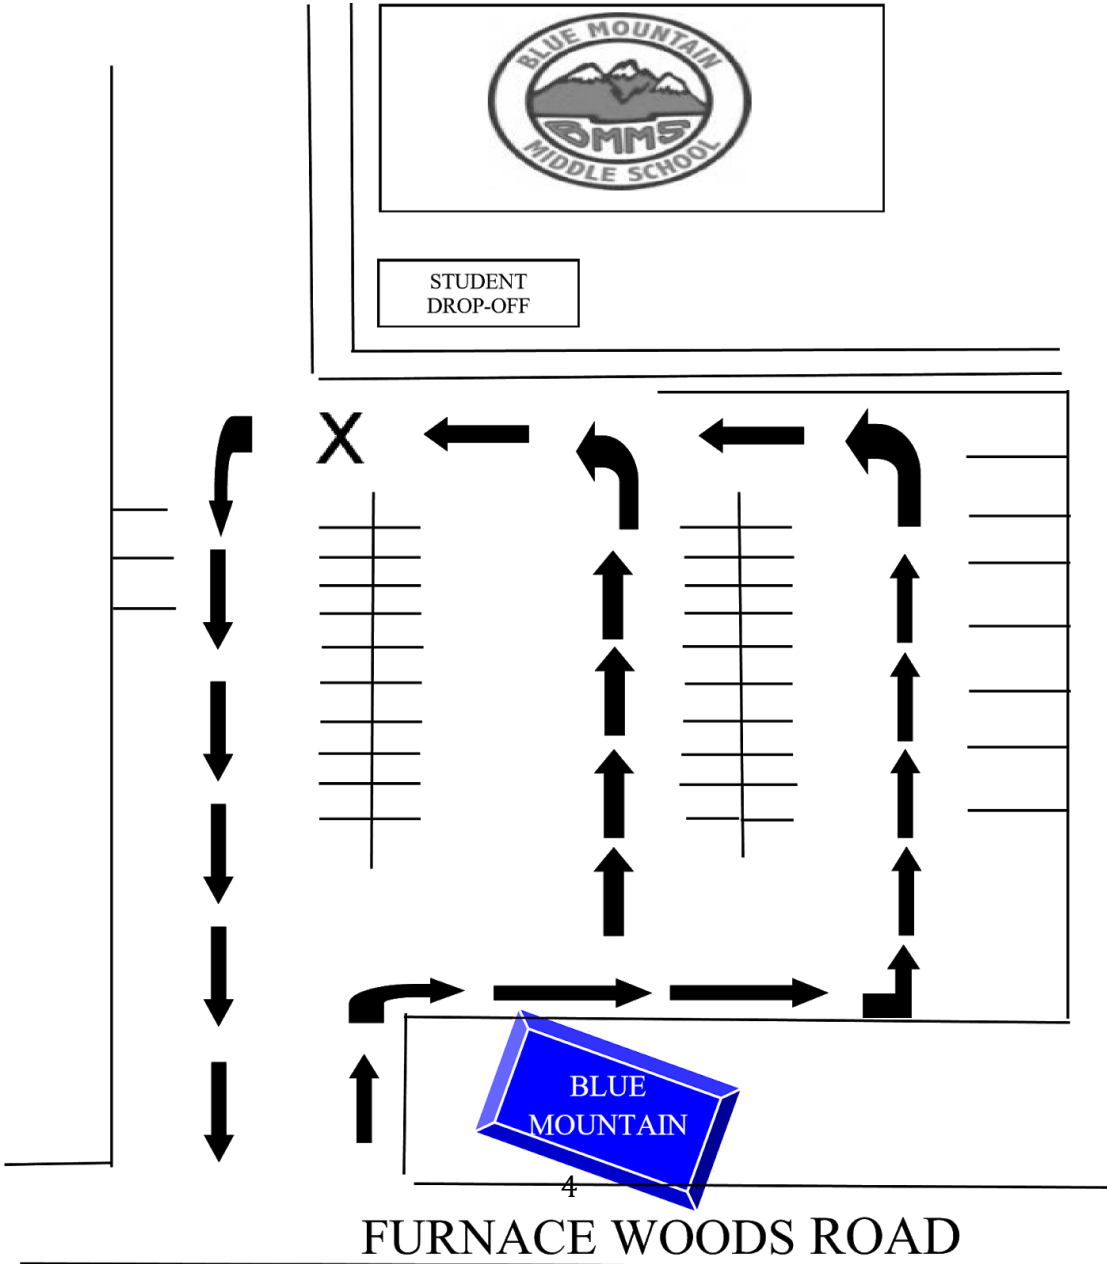 BLUE MOUNTAIN
BMMS
MIDDLE SCHOOL
STUDENT
DROP-OFF
X
BLUE
MOUNTAIN
4
FURNACE WOODS ROAD